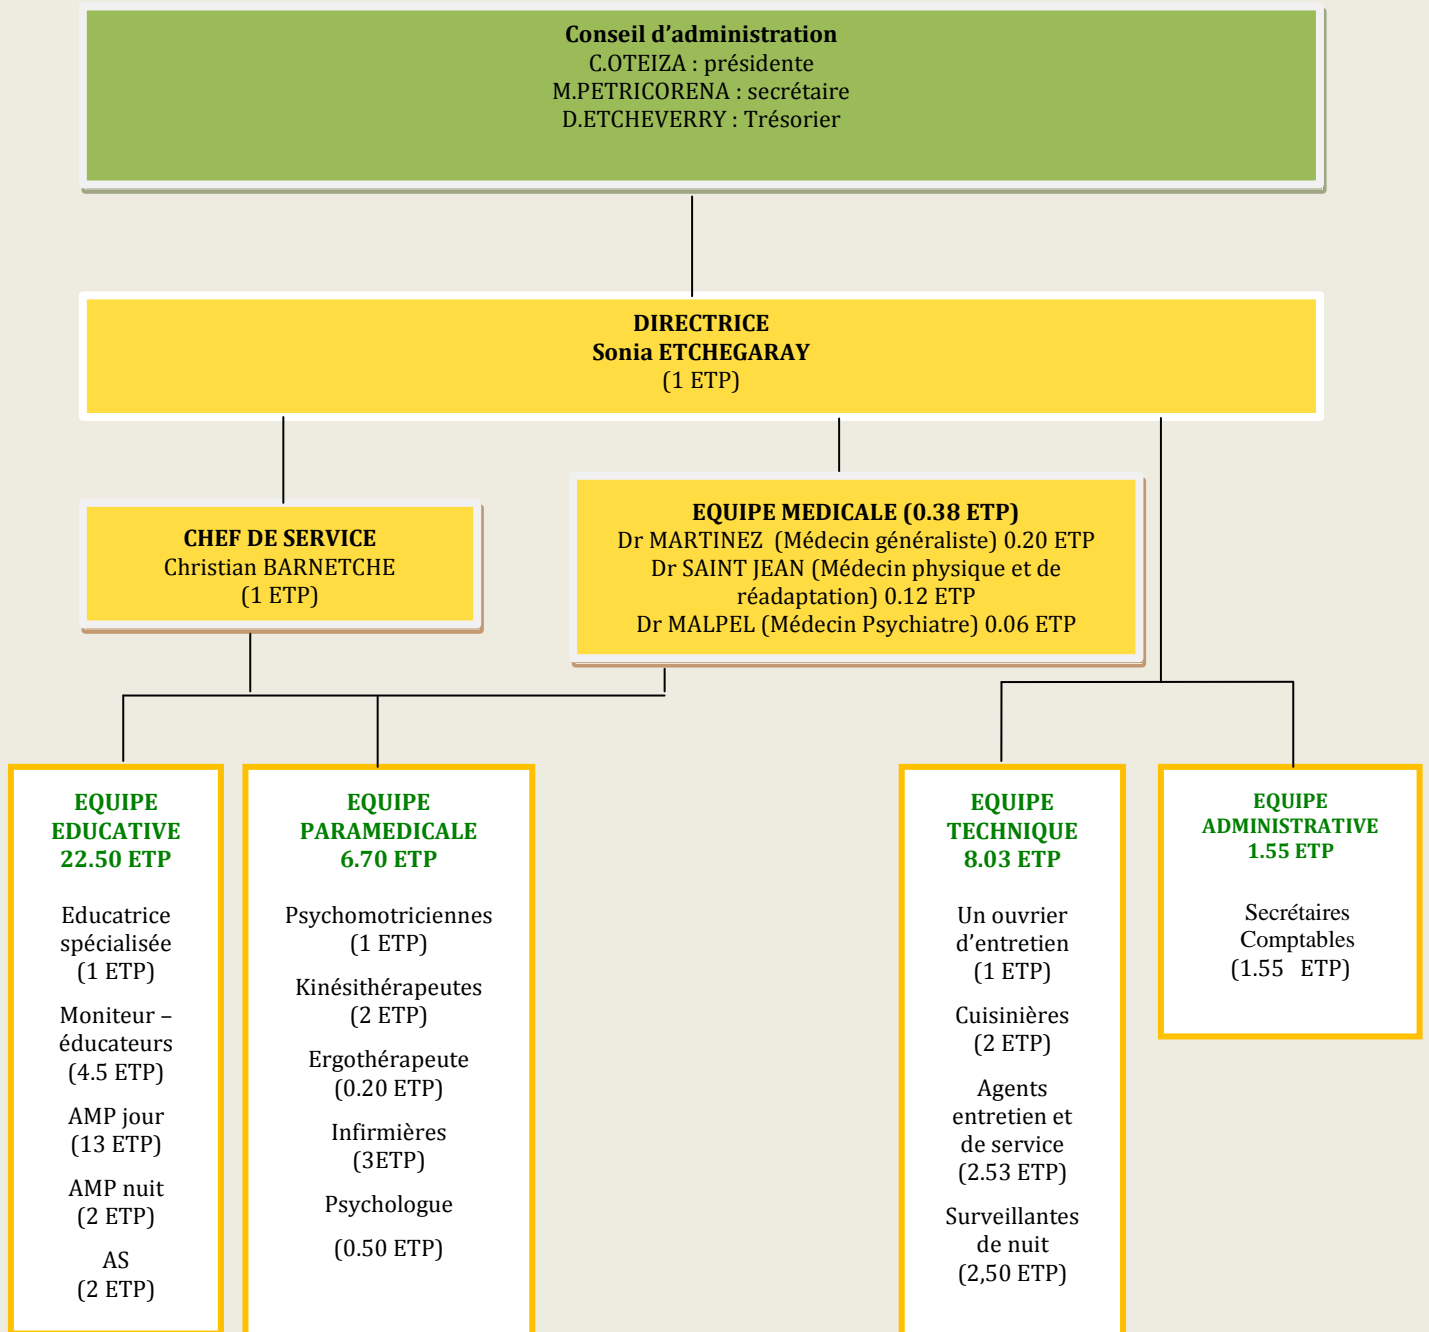 Conseil d’administration
C.OTEIZA : présidente
M.PETRICORENA : secrétaire
D.ETCHEVERRY : Trésorier
DIRECTRICE
Sonia ETCHEGARAY
(1 ETP)
CHEF DE SERVICE
Christian BARNETCHE
(1 ETP)
EQUIPE MEDICALE (0.38 ETP)
Dr MARTINEZ (Médecin généraliste) 0.20 ETP
Dr SAINT JEAN (Médecin physique et de
réadaptation) 0.12 ETP
Dr MALPEL (Médecin Psychiatre) 0.06 ETP
EQUIPE
EDUCATIVE
22.50 ETP
Educatrice
spécialisée
(1 ETP)
Moniteur –
éducateurs
(4.5 ETP)
AMP jour
(13 ETP)
AMP nuit
(2 ETP)
AS
(2 ETP)
EQUIPE
PARAMEDICALE
6.70 ETP
Psychomotriciennes
(1 ETP)
Kinésithérapeutes
(2 ETP)
Ergothérapeute
(0.20 ETP)
Infirmières
(3ETP)
Psychologue
(0.50 ETP)
EQUIPE
TECHNIQUE
8.03 ETP
Un ouvrier
d’entretien
(1 ETP)
Cuisinières
(2 ETP)
Agents
entretien et
de service
(2.53 ETP)
Surveillantes
de nuit
(2,50 ETP)
EQUIPE
ADMINISTRATIVE
1.55 ETP
Secrétaires
Comptables
(1.55 ETP)